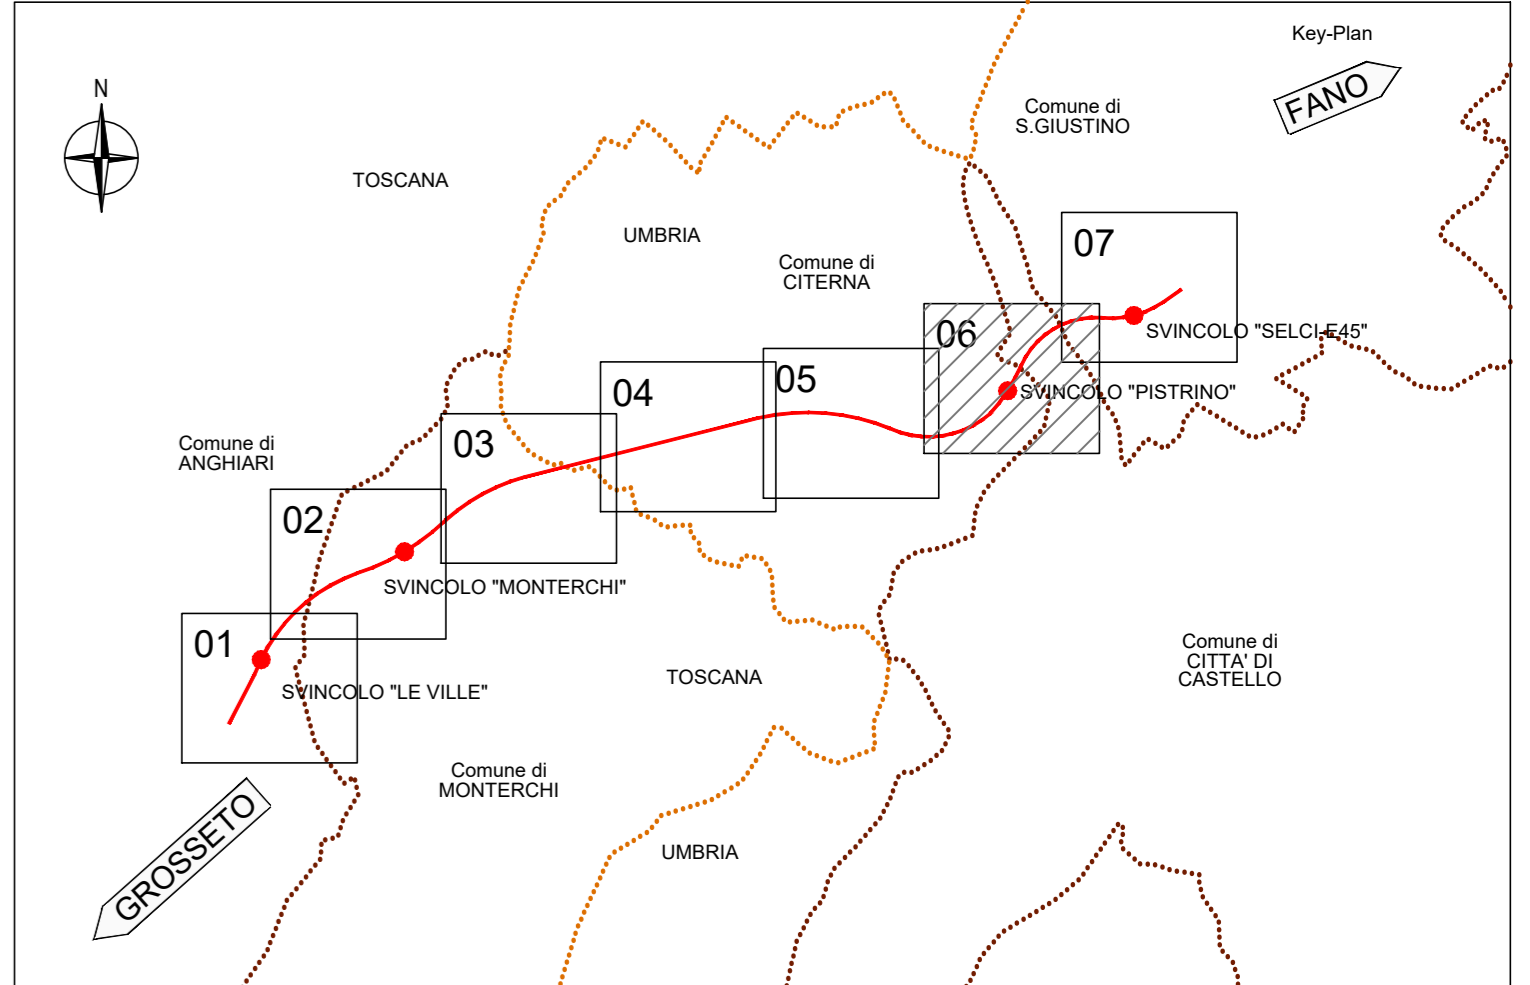 Key-Plan
N
FANO
Comune di
S.GIUSTINO
TOSCANA
UMBRIA
07
Comune di
CITERNA
06
SVINCOLO "SELCI-E45"
05
04
SVINCOLO "PISTRINO"
03
Comune di
ANGHIARI
02
SVINCOLO "MONTERCHI"
01
Comune di
CITTA' DI
CASTELLO
TOSCANA
SVINCOLO "LE VILLE"
Comune di
MONTERCHI
GROSSETO
UMBRIA